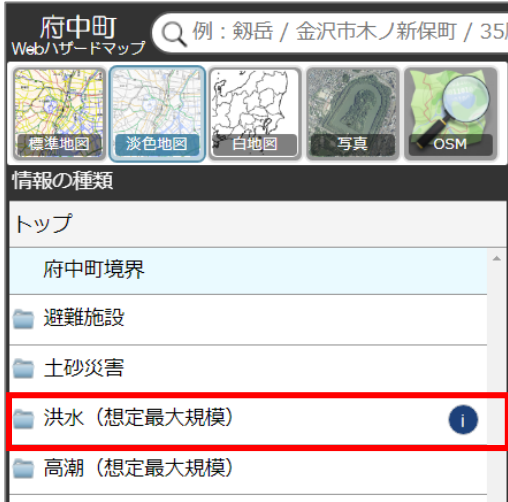 府中町
Webハザードマップ
例：剱岳 / 金沢市木ノ新保町 / 35
標準地図
淡色地図
白地図
写真
OSM
情報の種類
トップ
府中町境界
避難施設
土砂災害
洪水（想定最大規模）
i
高潮（想定最大規模）